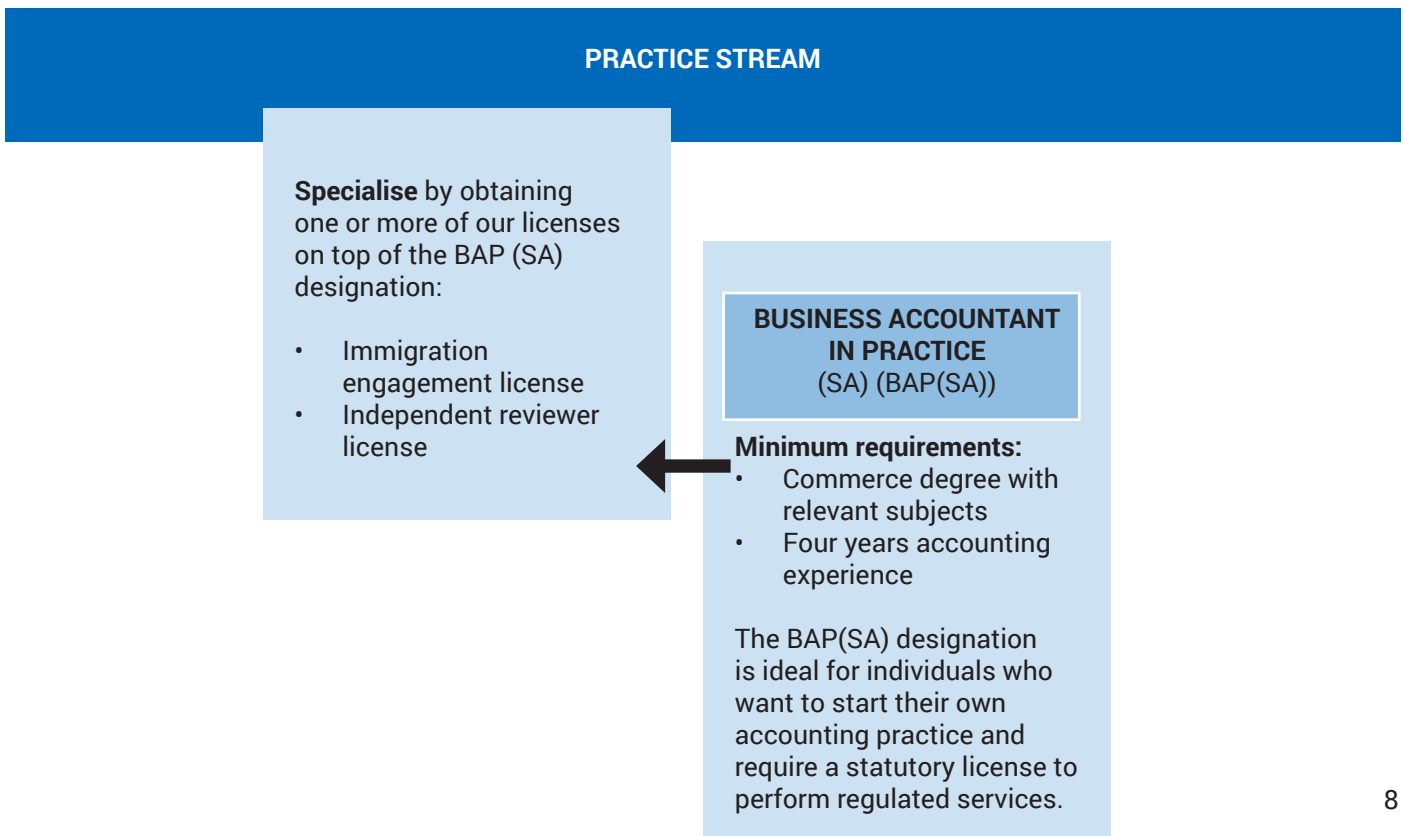 PRACTICE STREAM
Specialise by obtaining
one or more of our licenses
on top of the BAP (SA)
designation:
• Immigration
engagement license
• Independent reviewer
license
BUSINESS ACCOUNTANT
IN PRACTICE
(SA) (BAP(SA))
Minimum requirements:
• Commerce degree with
relevant subjects
• Four years accounting
experience
The BAP(SA) designation
is ideal for individuals who
want to start their own
accounting practice and
require a statutory license to
perform regulated services.
8